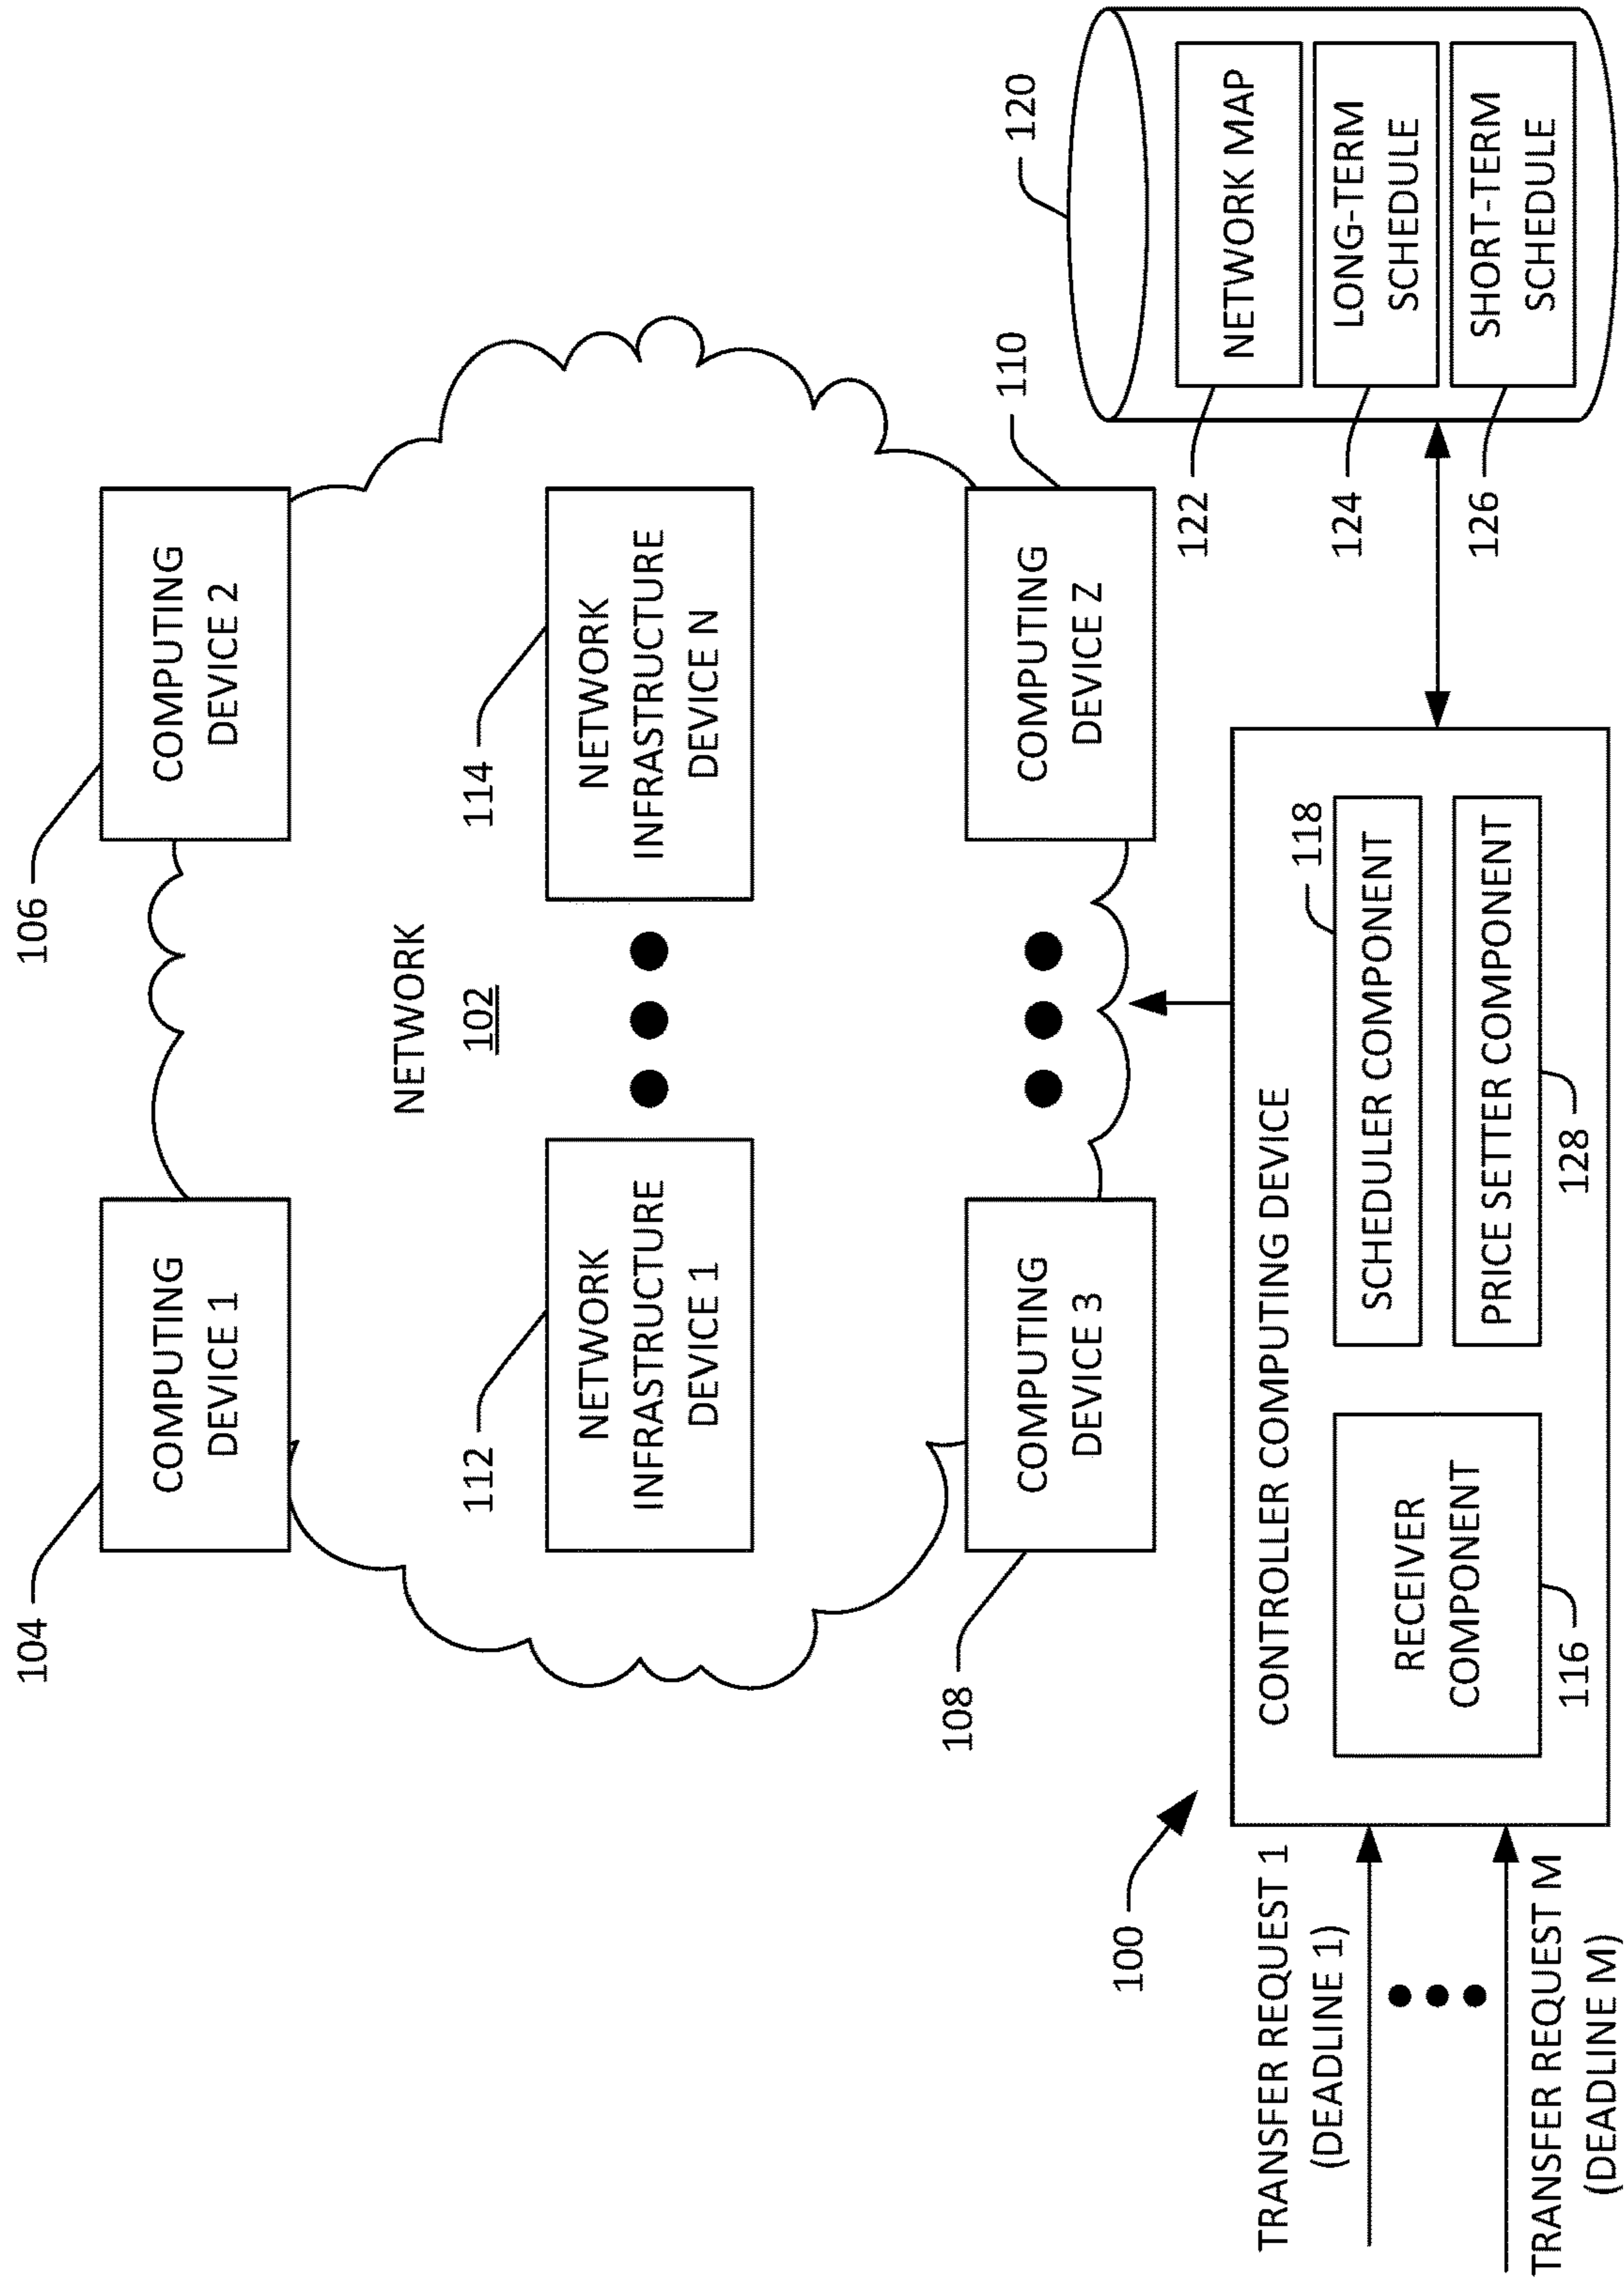 106
104
COMPUTING
DEVICE 1
COMPUTING
DEVICE 2
NETWORK
102
112
114
NETWORK
INFRASTRUCTURE
DEVICE 1
NETWORK
INFRASTRUCTURE
DEVICE N
108
110
COMPUTING
DEVICE 3
COMPUTING
DEVICE Z
120
100
TRANSFER REQUEST 1
(DEADLINE 1)
TRANSFER REQUEST M
(DEADLINE M)
CONTROLLER COMPUTING DEVICE
RECEIVER
COMPONENT
116
118
SCHEDULER COMPONENT
PRICE SETTER COMPONENT
128
122
NETWORK MAP
124
LONG-TERM
SCHEDULE
126
SHORT-TERM
SCHEDULE